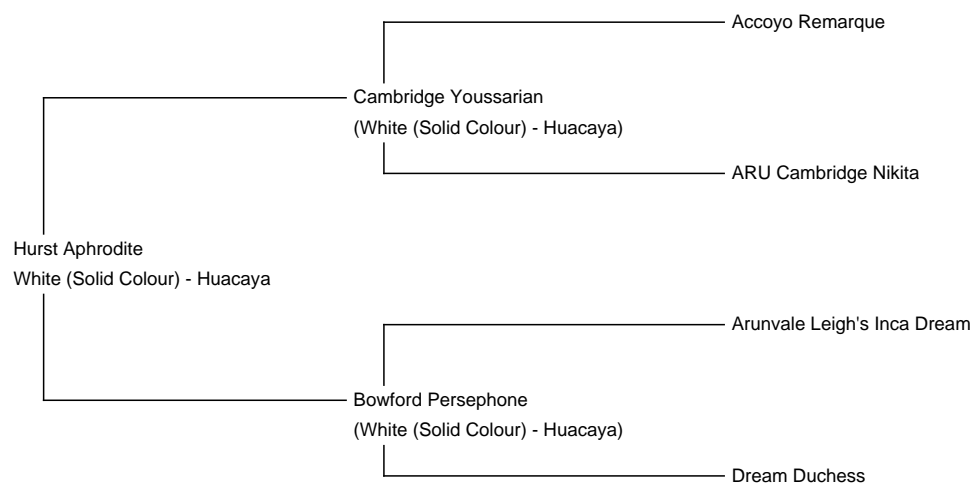 Accoyo Remarque
Cambridge Youssarian
(White (Solid Colour) - Huacaya)
ARU Cambridge Nikita
Hurst Aphrodite
White (Solid Colour) - Huacaya
Arunvale Leigh's Inca Dream
Bowford Persephone
(White (Solid Colour) - Huacaya)
Dream Duchess